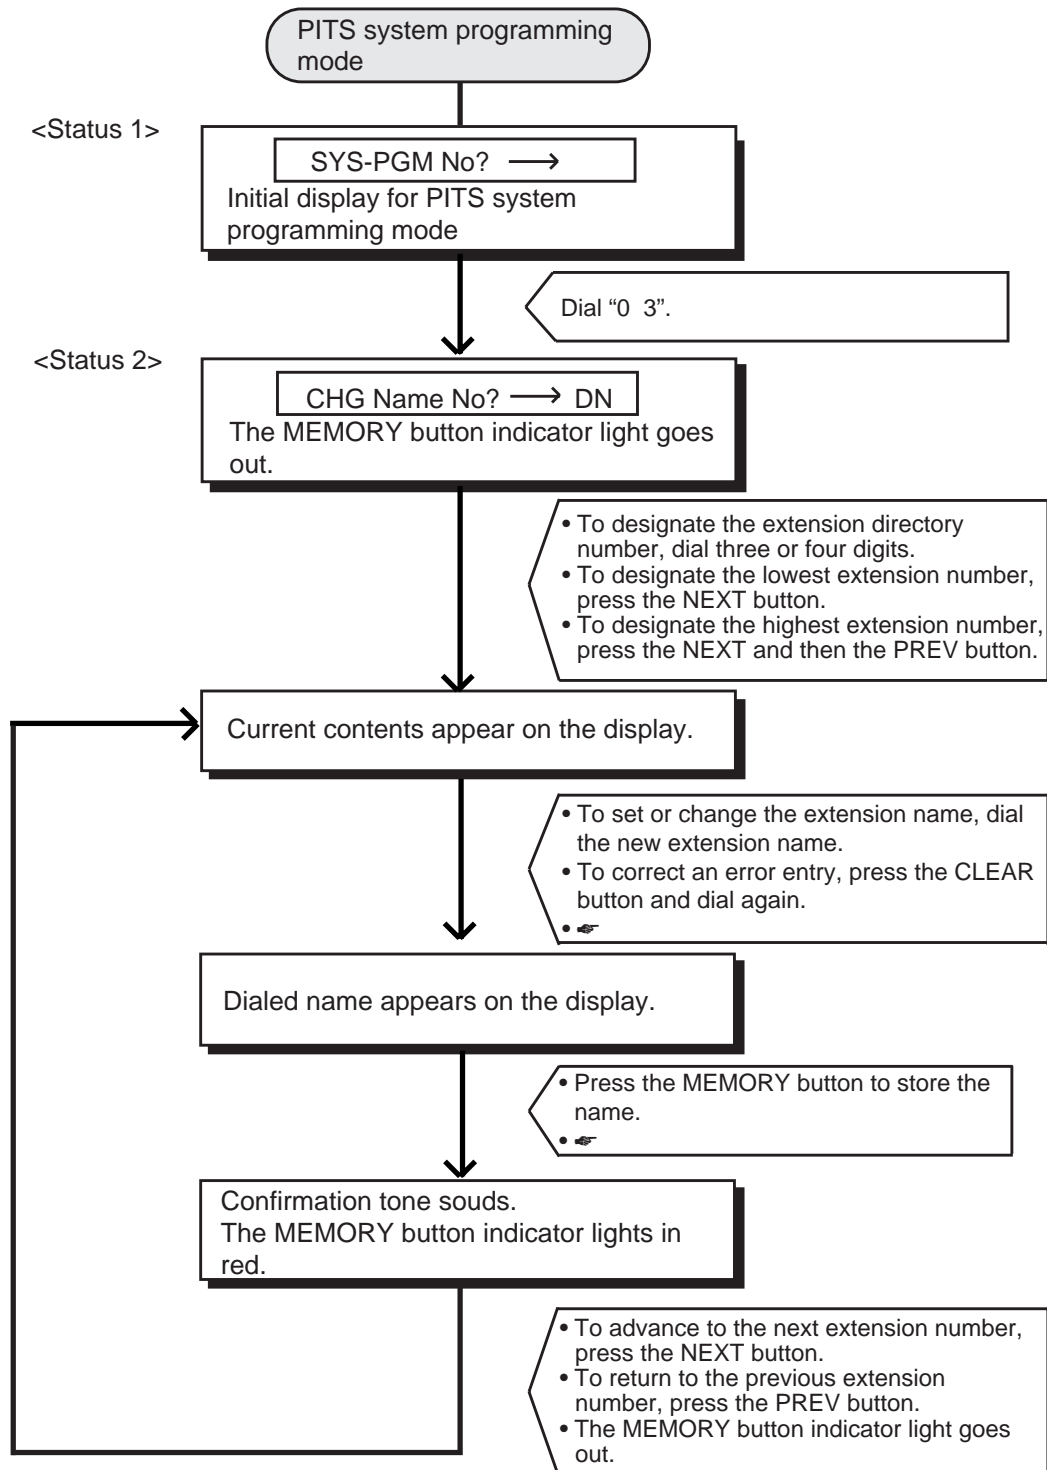 PITS system programming
mode
<Status 1>
SYS-PGM No? →
Initial display for PITS system
programming mode
Dial “0 3”.
<Status 2>
CHG Name No? → DN
The MEMORY button indicator light goes
out.
• To designate the extension directory
number, dial three or four digits.
• To designate the lowest extension number,
press the NEXT button.
• To designate the highest extension number,
press the NEXT and then the PREV button.
Current contents appear on the display.
• To set or change the extension name, dial
the new extension name.
• To correct an error entry, press the CLEAR
button and dial again.
• ☛
Dialed name appears on the display.
• Press the MEMORY button to store the
name.
• ☛
Confirmation tone souds.
The MEMORY button indicator lights in
red.
• To advance to the next extension number,
press the NEXT button.
• To return to the previous extension
number, press the PREV button.
• The MEMORY button indicator light goes
out.